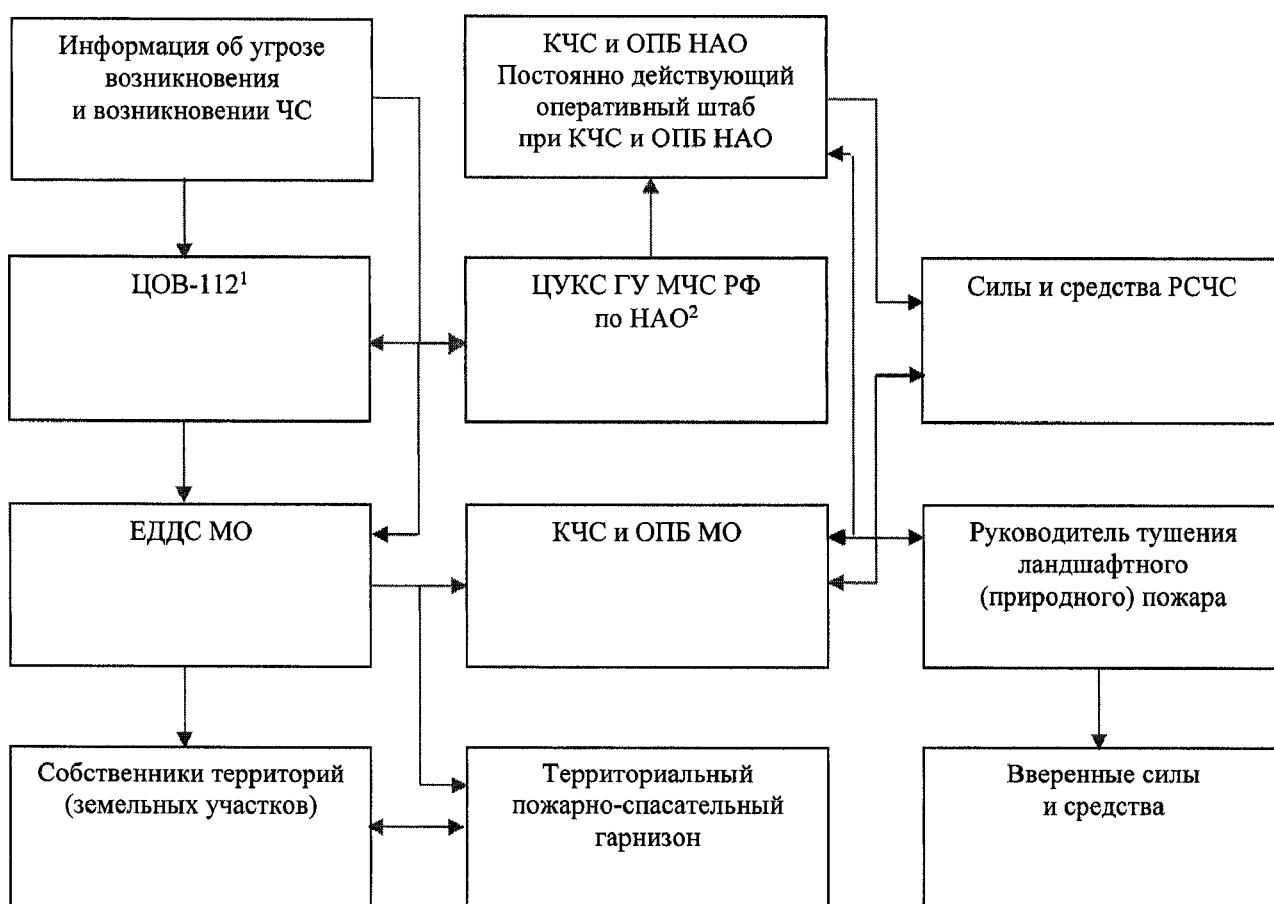 Информация об угрозе
возникновения
и возникновении ЧС
КЧС и ОПБ НАО
Постоянно действующий
оперативный штаб
при КЧС и ОПБ НАО
ЦОВ-112¹
ЦУКС ГУ МЧС РФ
по НАО²
Силы и средства РСЧС
ЕДДС МО
КЧС и ОПБ МО
Руководитель тушения
ландшафтного
(природного) пожара
Собственники территорий
(земельных участков)
Территориальный
пожарно-спасательный
гарнизон
Вверенные силы
и средства